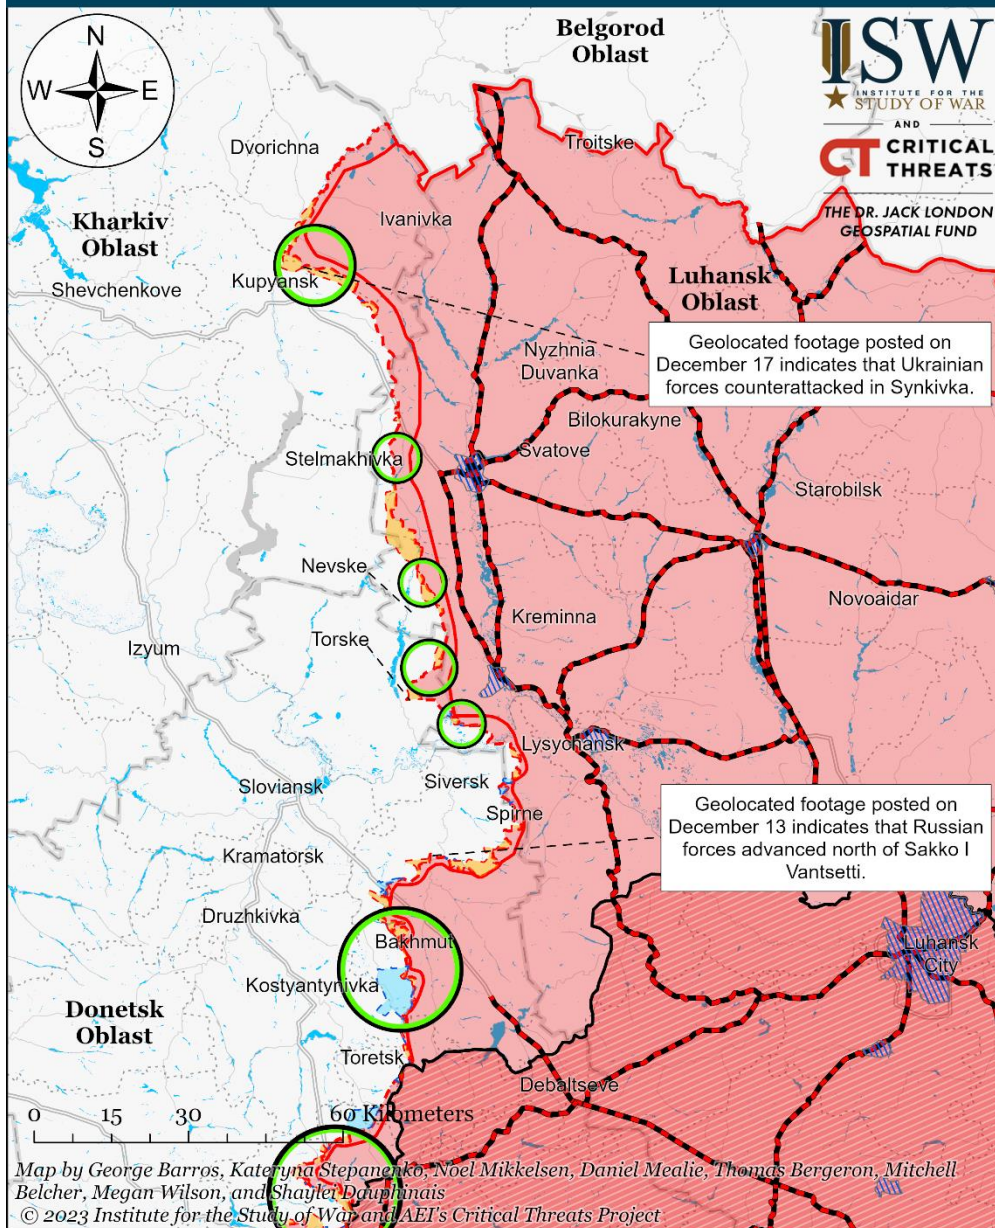 N
W
E
S
Belgorod
Oblast
ISW
INSTITUTE FOR THE
STUDY OF WAR
AND
CT CRITICAL
THREATS
THE DR. JACK LONDON
GEOSPATIAL FUND
Dvorichna
Troitske
Kharkiv
Oblast
Ivanivka
Shevchenkove
Kupyansk
Luhansk
Oblast
Geolocated footage posted on
December 17 indicates that Ukrainian
forces counterattacked in Synkivka.
Nyzhnia
Duvanka
Bilokurakyne
Stelmakhivka
Svatove
Starobilsk
Nevske
Novoaidar
Kreminna
Torske
Izyum
Lysychansk
Siversk
Sloviansk
Spirne
Geolocated footage posted on
December 13 indicates that Russian
forces advanced north of Sakko I
Vantsetti.
Kramatorsk
Druzhkivka
Bakhmut
Luhansk
City
Kostyantynivka
Donetsk
Oblast
Toretsk
Debaltseve
0 15 30 60 Kilometers
Map by George Barros, Kateryna Stepanenko, Noel Mikkelsen, Daniel Mealie, Thomas Bergeron, Mitchell
Belcher, Megan Wilson, and Shaylei Dauphinais
© 2023 Institute for the Study of War and AEI's Critical Threats Project